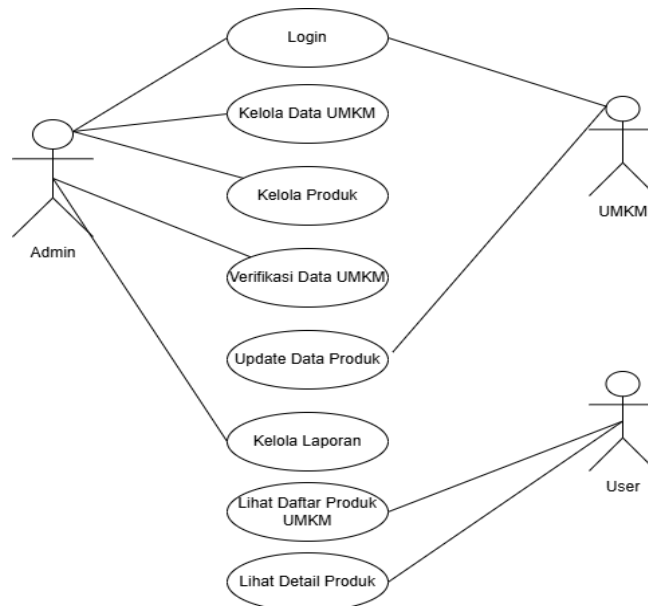 Login
Kelola Data UMKM
Kelola Produk
Verifikasi Data UMKM
Update Data Produk
Kelola Laporan
Lihat Daftar Produk
UMKM
Lihat Detail Produk
Admin
UMKM
User